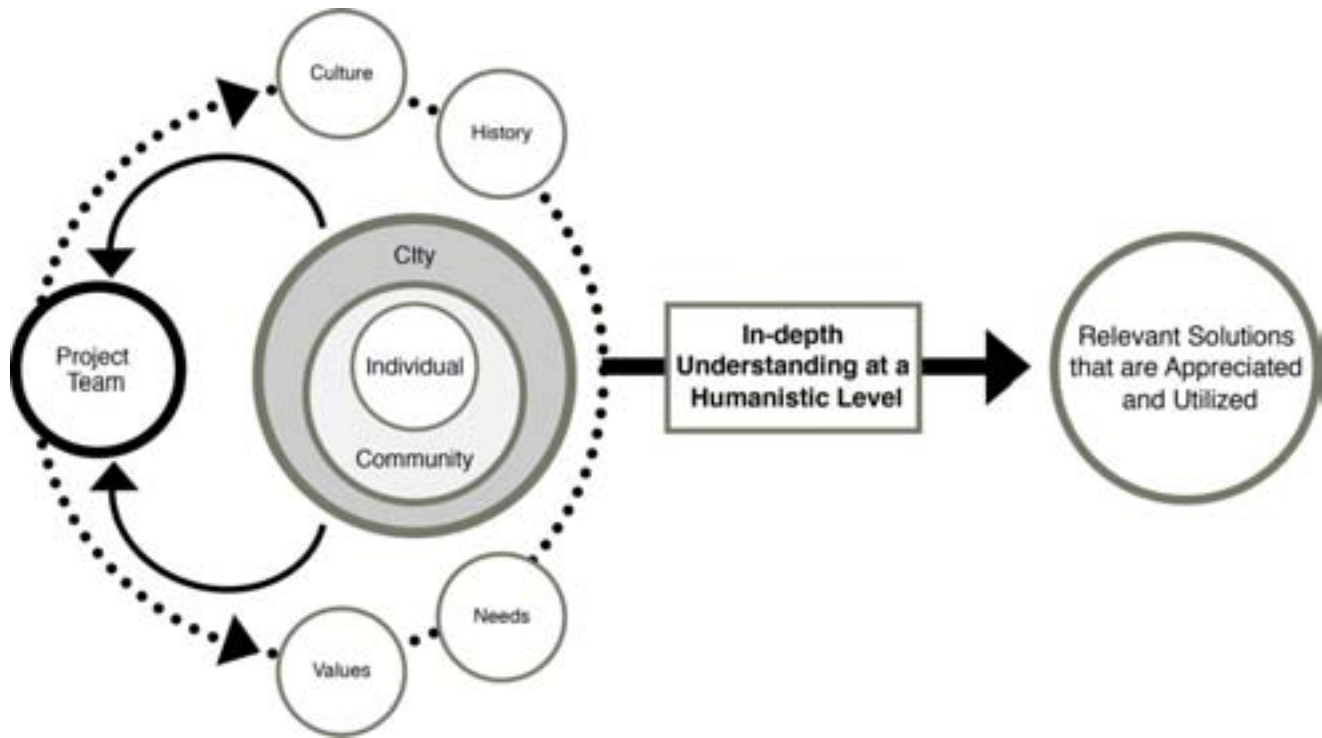 Culture
History
CIty
Individual
Community
Project
Team
In-depth
Understanding at a
Humanistic Level
Relevant Solutions
that are Appreciated
and Utilized
Needs
Values